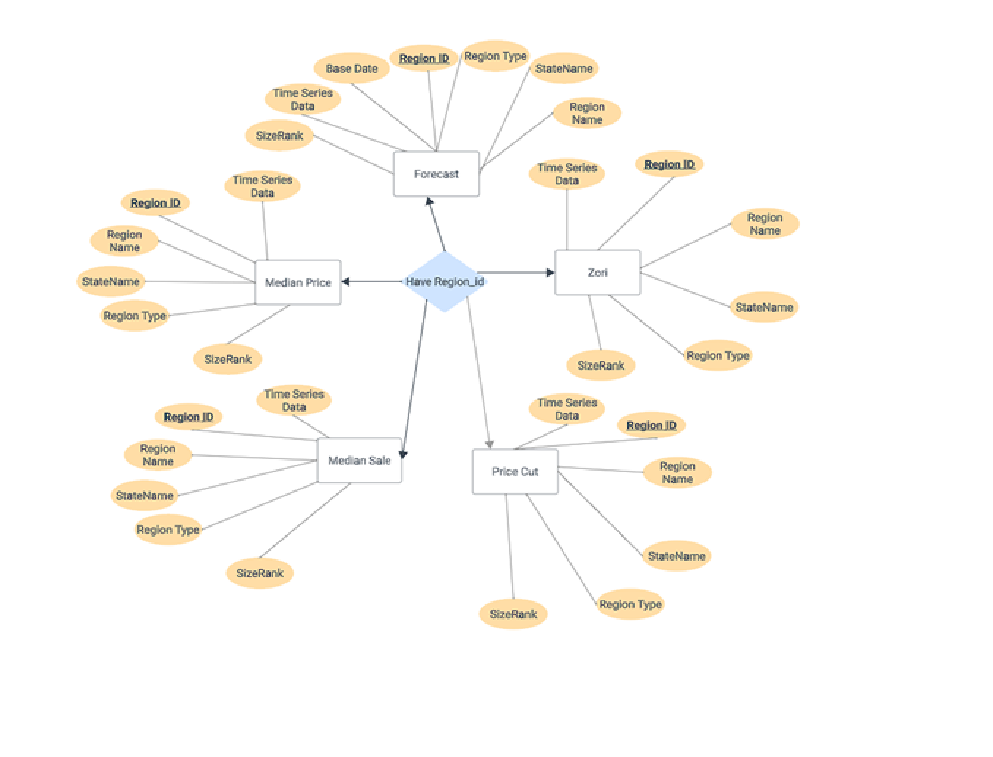 Region ID
Region Type
Base Date
StateName
Time Series
Data
Region
Name
SizeRank
Forecast
Time Series
Data
Region ID
Region
Name
StateName
Region Type
SizeRank
Median Price
Have Region_id
Time Series
Data
Region ID
Region
Name
StateName
Region Type
SizeRank
Zori
Time Series
Data
Region ID
Region
Name
StateName
Region Type
SizeRank
Median Sale
Time Series
Data
Region ID
Region
Name
StateName
Region Type
SizeRank
Price Cut